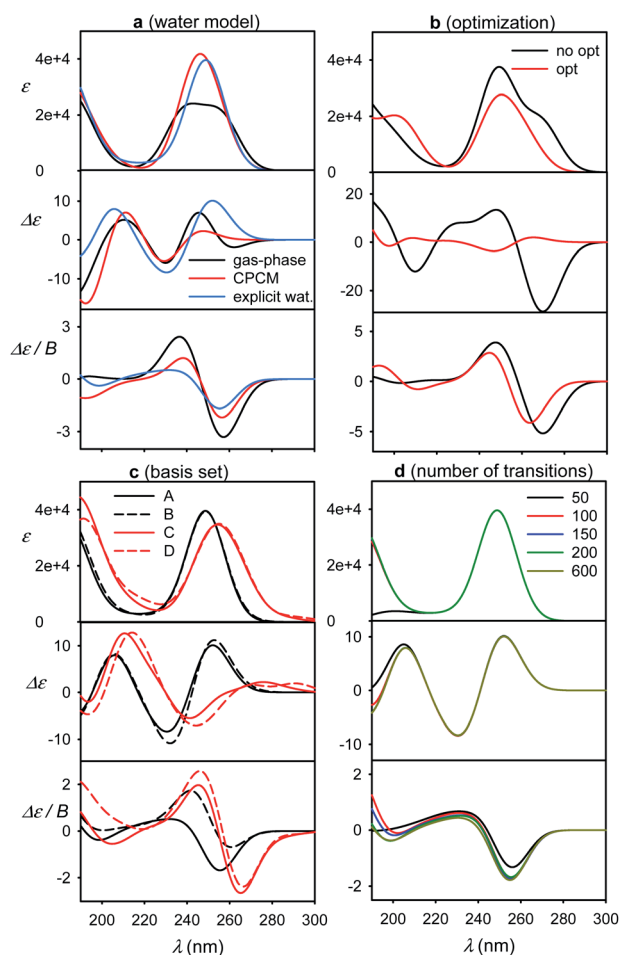 a (water model)
b (optimization)
4e+4
ε
2e+4
0
10
Δε
0
-10
gas-phase
CPCM
explicit wat.
3
Δε / B
0
-3
no opt
opt
4e+4
2e+4
0
20
0
-20
5
0
-5
c (basis set)
d (number of transitions)
4e+4
ε
2e+4
0
A
B
C
D
10
Δε
0
-10
2
Δε / B
0
-2
200 220 240 260 280 300
λ (nm)
4e+4
2e+4
0
50
100
150
200
600
10
0
-10
2
0
-2
200 220 240 260 280 300
λ (nm)